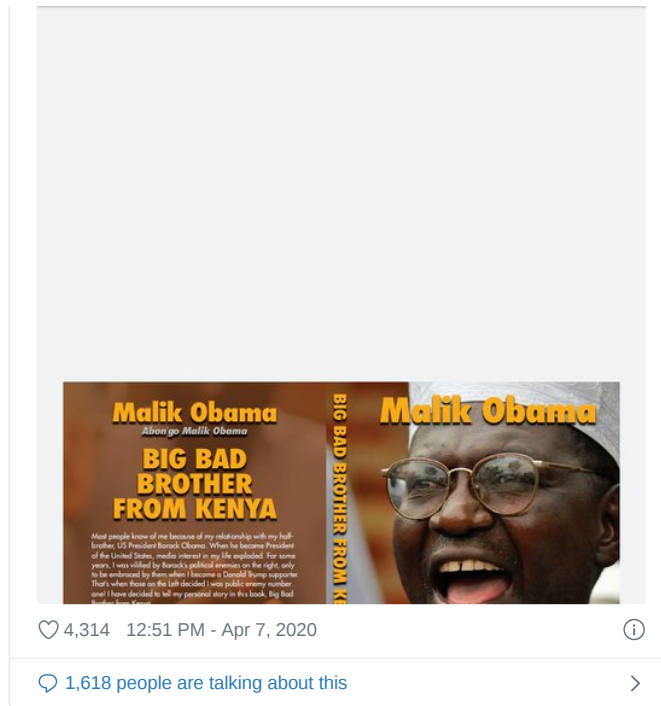 Malik Obama
Abon'go Malik Obama
BIG BAD
BROTHER
FROM KENYA
Most people know of me because of my relationship with my half-
brother, US President Barack Obama. When he became President
of the United States, media interest in my life exploded. For some
years, I was vilified by Barack's political enemies on the right, only
to be embraced by them when I became a Donald Trump supporter.
That's when those on the Left decided I was public enemy number
one! I have decided to tell my personal story in this book, Big Bad
Brother from Kenya
BIG BAD BROTHER FROM KE
Malik Obama
4,314 12:51 PM - Apr 7, 2020
1,618 people are talking about this